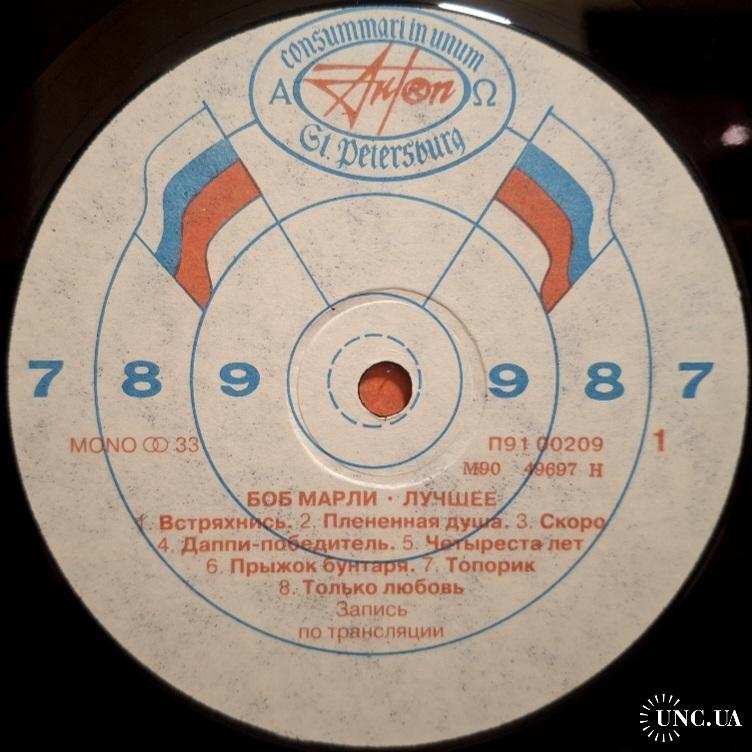 consummari in unum
A Anton Ω
St. Petersburg
7 8 9 9 8 7
MONO 33 П91 00209 1
М90 49697 Н
БОБ МАРЛИ · ЛУЧШЕЕ
1. Встряхнись. 2. Плененная душа. 3. Скоро
4. Даппи-победитель. 5. Четыреста лет
6. Прыжок бунтаря. 7. Топорик
8. Только любовь
Запись
по трансляции
UNC.UA